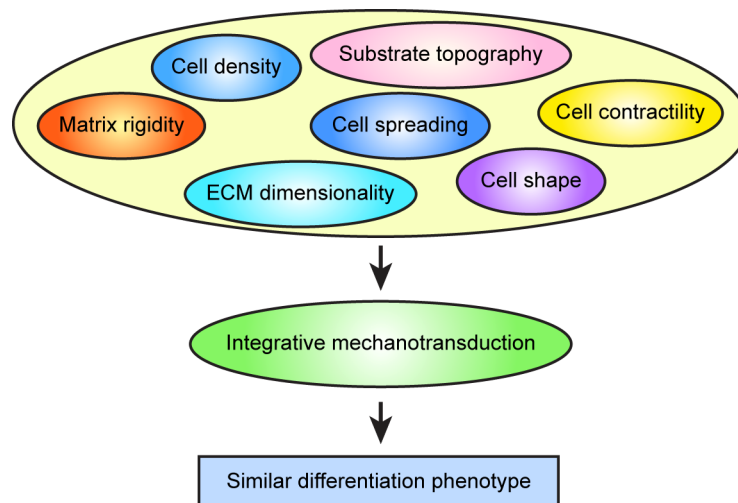 Substrate topography
Cell density
Cell contractility
Matrix rigidity
Cell spreading
Cell shape
ECM dimensionality
Integrative mechanotransduction
Similar differentiation phenotype